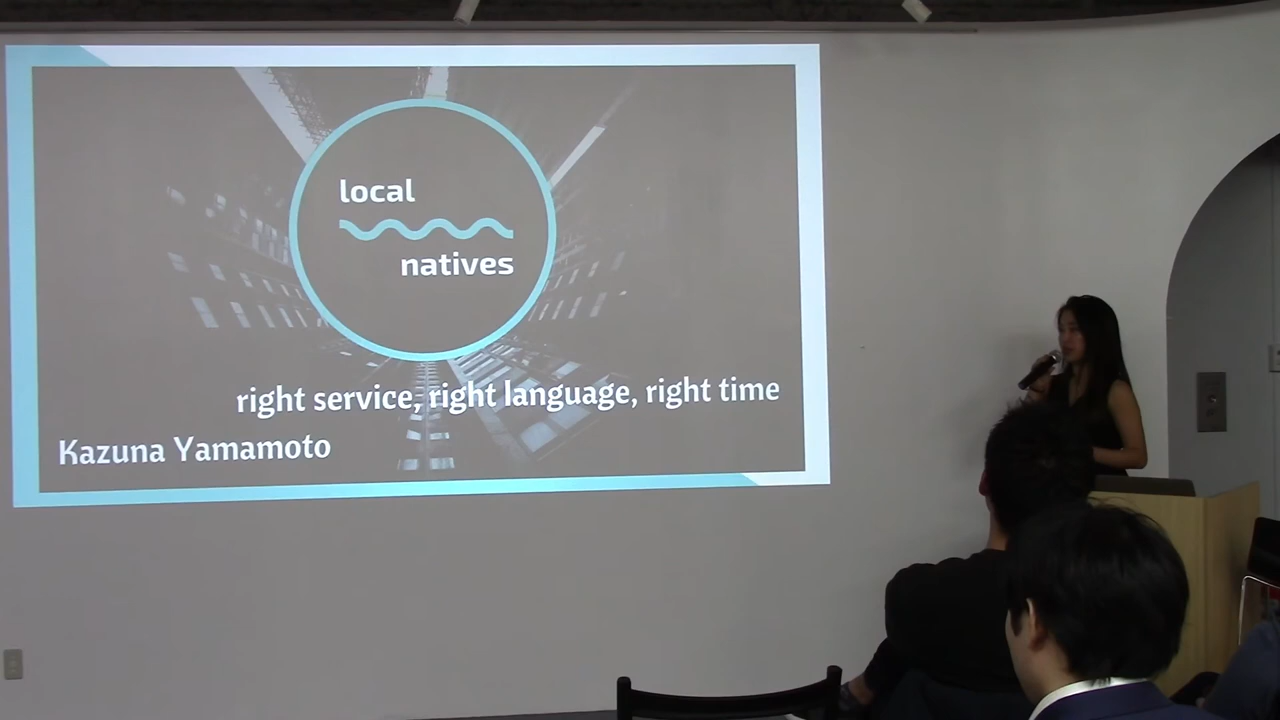 local
natives
right service, right language, right time
Kazuna Yamamoto